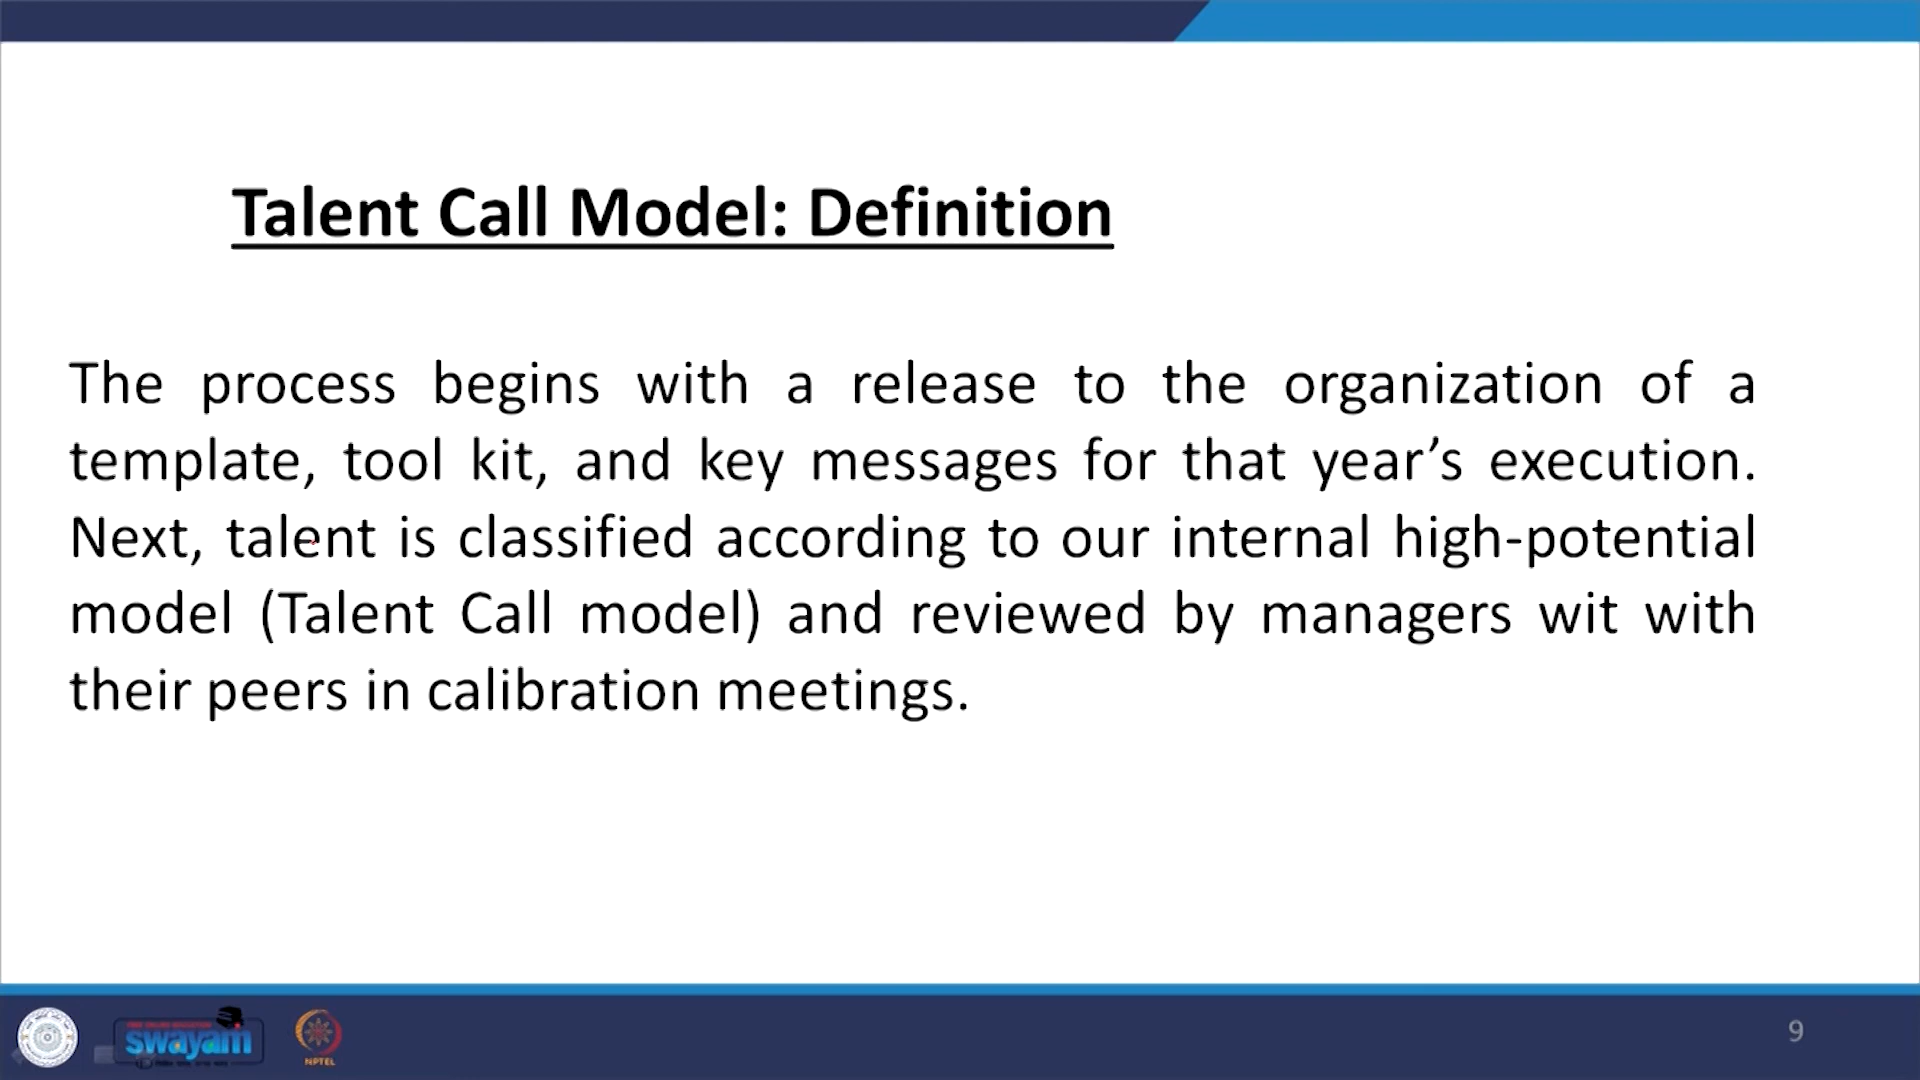 Talent Call Model: Definition
The process begins with a release to the organization of a
template, tool kit, and key messages for that year’s execution.
Next, talent is classified according to our internal high-potential
model (Talent Call model) and reviewed by managers wit with
their peers in calibration meetings.
swayam
NPTEL
9